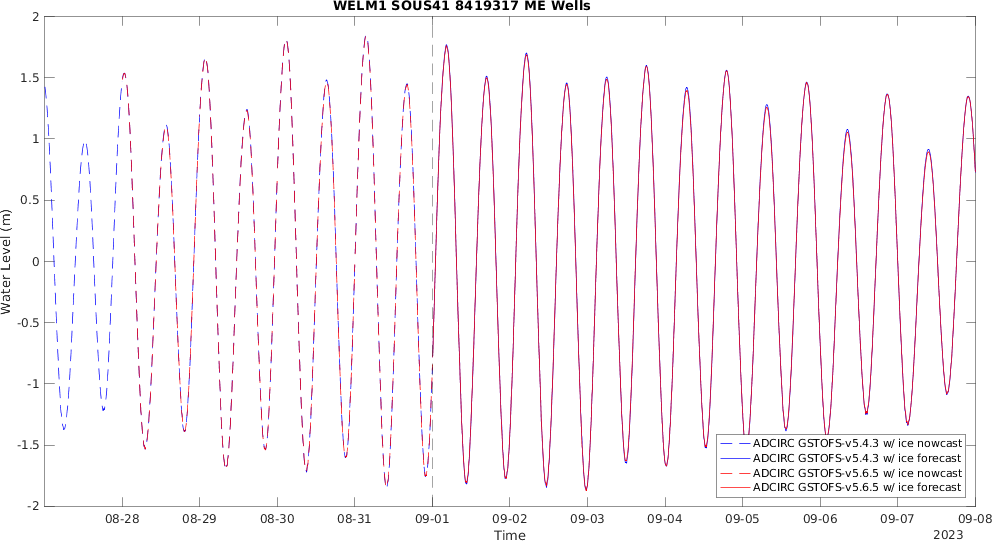 WELM1 SOUS41 8419317 ME Wells
2
1.5
1
0.5
0
-0.5
-1
-1.5
-2
Water Level (m)
08-28 08-29 08-30 08-31 09-01 09-02 09-03 09-04 09-05 09-06 09-07 09-08
Time
2023
ADCIRC GSTOFS-v5.4.3 w/ ice nowcast
ADCIRC GSTOFS-v5.4.3 w/ ice forecast
ADCIRC GSTOFS-v5.6.5 w/ ice nowcast
ADCIRC GSTOFS-v5.6.5 w/ ice forecast